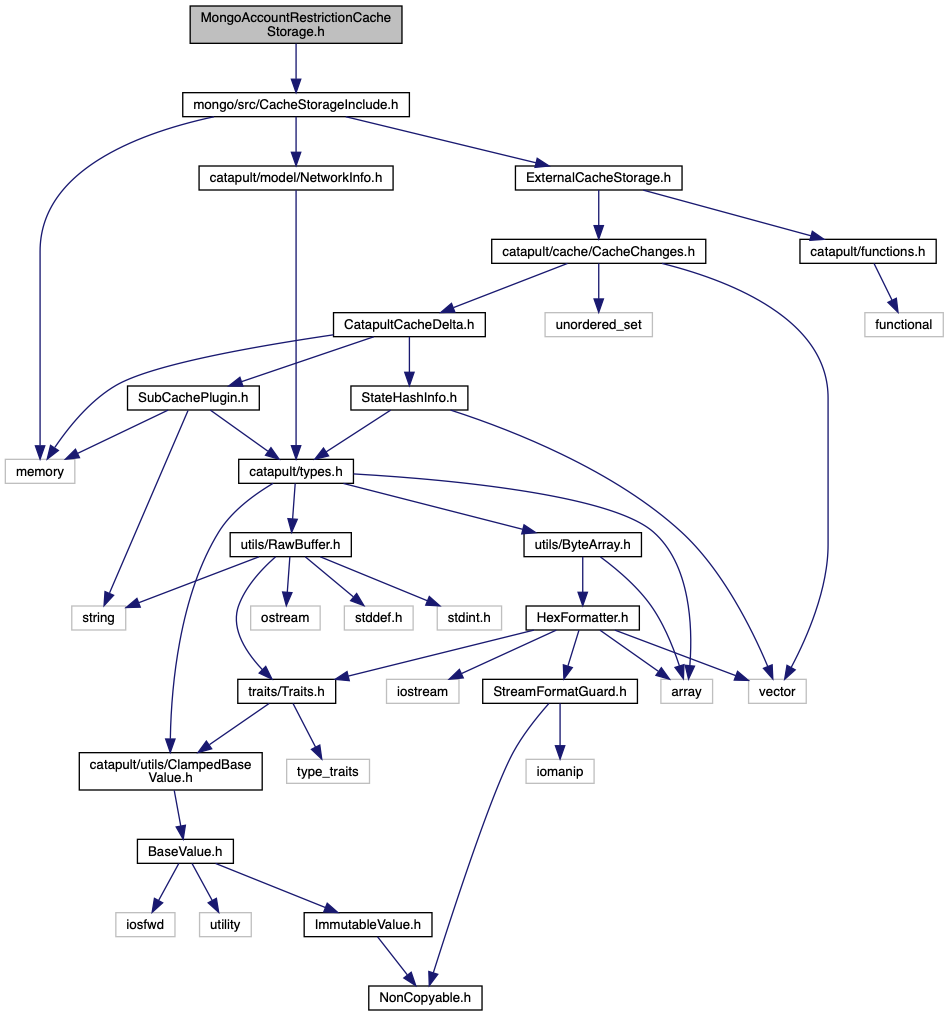 MongoAccountRestrictionCache
Storage.h
mongo/src/CacheStorageInclude.h
catapult/model/NetworkInfo.h
ExternalCacheStorage.h
catapult/cache/CacheChanges.h
catapult/functions.h
CatapultCacheDelta.h
unordered_set
functional
SubCachePlugin.h
StateHashInfo.h
memory
catapult/types.h
utils/RawBuffer.h
utils/ByteArray.h
string
ostream
stddef.h
stdint.h
HexFormatter.h
traits/Traits.h
iostream
StreamFormatGuard.h
array
vector
catapult/utils/ClampedBase
Value.h
type_traits
iomanip
BaseValue.h
iosfwd
utility
ImmutableValue.h
NonCopyable.h